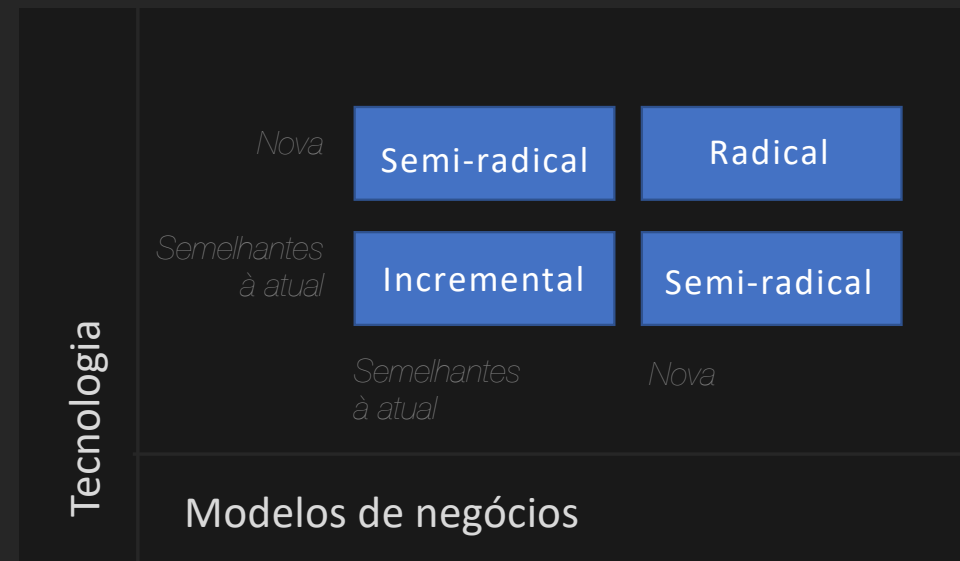 Nova
Semi-radical
Radical
Semelhantes
à atual
Incremental
Semi-radical
Semelhantes
à atual
Nova
Tecnologia
Modelos de negócios